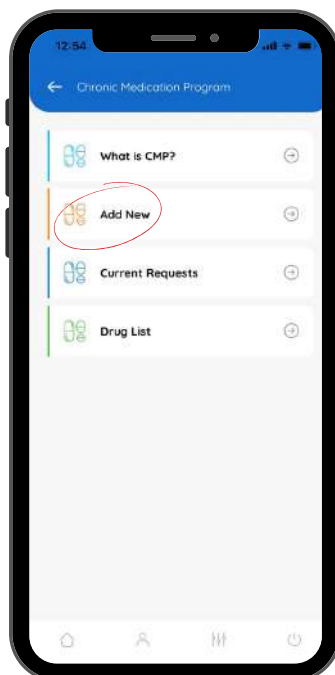 12:54
Chronic Medication Program
What is CMP?
Add New
Current Requests
Drug List